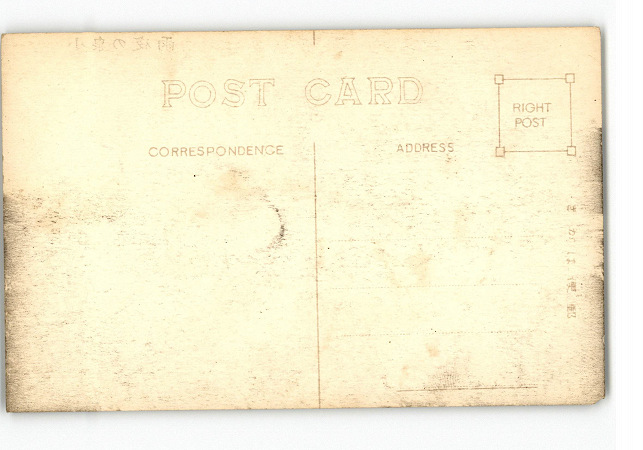 POST CARD
RIGHT
POST
CORRESPONDENCE
ADDRESS